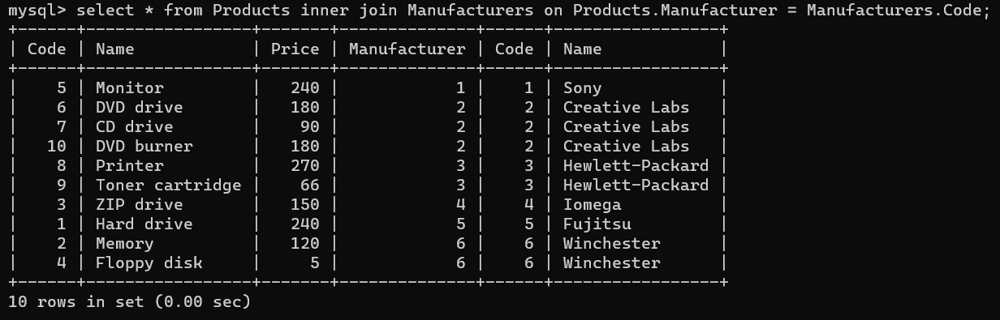 mysql> select * from Products inner join Manufacturers on Products.Manufacturer = Manufacturers.Code;
+------+-----------------+-------+--------------+------+-----------------+
| Code | Name            | Price | Manufacturer | Code | Name            |
+------+-----------------+-------+--------------+------+-----------------+
|    5 | Monitor         |   240 |            1 |    1 | Sony            |
|    6 | DVD drive       |   180 |            2 |    2 | Creative Labs   |
|    7 | CD drive        |    90 |            2 |    2 | Creative Labs   |
|   10 | DVD burner      |   180 |            2 |    2 | Creative Labs   |
|    8 | Printer         |   270 |            3 |    3 | Hewlett-Packard |
|    9 | Toner cartridge |    66 |            3 |    3 | Hewlett-Packard |
|    3 | ZIP drive       |   150 |            4 |    4 | Iomega          |
|    1 | Hard drive      |   240 |            5 |    5 | Fujitsu         |
|    2 | Memory          |   120 |            6 |    6 | Winchester      |
|    4 | Floppy disk     |     5 |            6 |    6 | Winchester      |
+------+-----------------+-------+--------------+------+-----------------+
10 rows in set (0.00 sec)